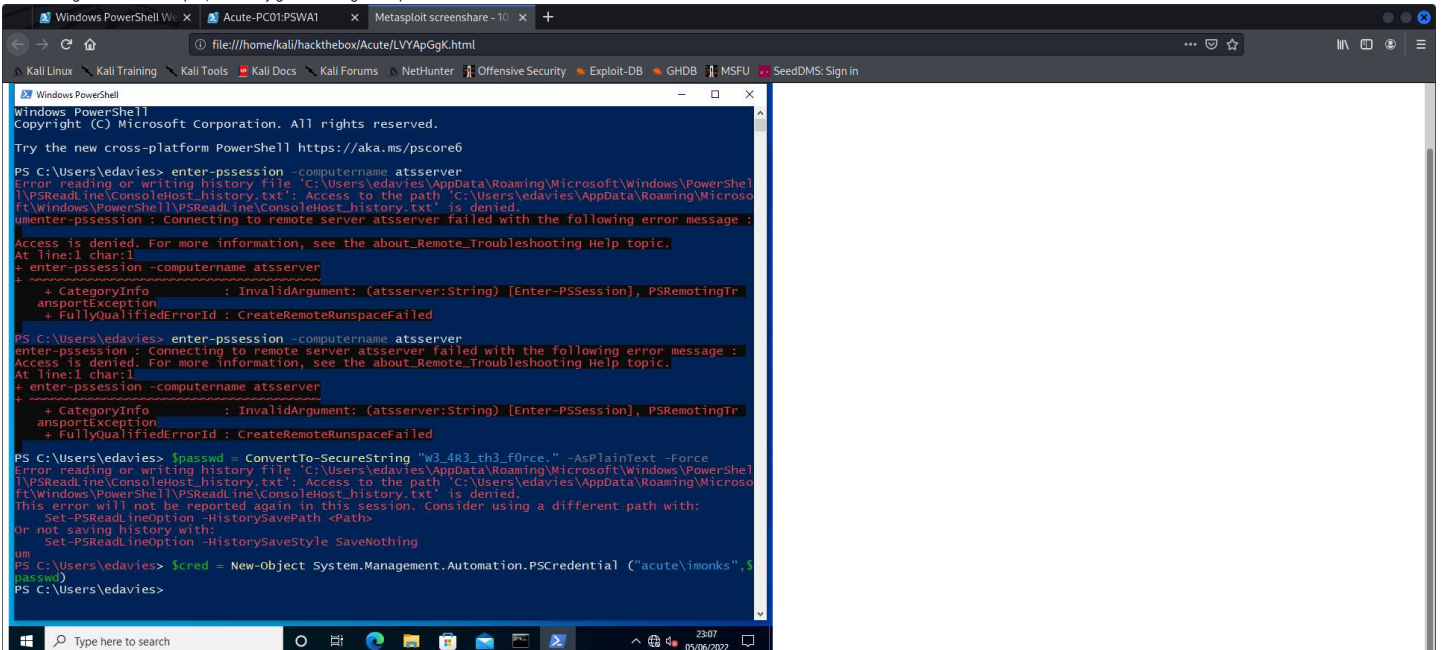 Windows PowerShell We
Acute-PC01:PSWA1
Metasploit screenshare - 10.
file:///home/kali/hackthebox/Acute/LVYApGgK.html
Kali Linux
Kali Training
Kali Tools
Kali Docs
Kali Forums
NetHunter
Offensive Security
Exploit-DB
GHDB
MSFU
SeedDMS: Sign in
Windows PowerShell
Windows PowerShell
Copyright (C) Microsoft Corporation. All rights reserved.
Try the new cross-platform PowerShell https://aka.ms/pscore6
PS C:\Users\edavies> enter-pssession -computername atsserver
Error reading or writing history file 'C:\Users\edavies\AppData\Roaming\Microsoft\Windows\PowerShel
l\PSReadLine\ConsoleHost_history.txt': Access to the path 'C:\Users\edavies\AppData\Roaming\Microso
ft\Windows\PowerShell\PSReadLine\ConsoleHost_history.txt' is denied.
umenter-pssession : Connecting to remote server atsserver failed with the following error message :
Access is denied. For more information, see the about_Remote_Troubleshooting Help topic.
At line:1 char:1
+ enter-pssession -computername atsserver
+ ~~~~~~~~~~~~~~~~~~~~~~~~~~~~~~~~~~~~~~~
+ CategoryInfo : InvalidArgument: (atsserver:String) [Enter-PSSession], PSRemotingTr
ansportException
+ FullyQualifiedErrorId : CreateRemoteRunspaceFailed
PS C:\Users\edavies> enter-pssession -computername atsserver
enter-pssession : Connecting to remote server atsserver failed with the following error message :
Access is denied. For more information, see the about_Remote_Troubleshooting Help topic.
At line:1 char:1
+ enter-pssession -computername atsserver
+ ~~~~~~~~~~~~~~~~~~~~~~~~~~~~~~~~~~~~~~~
+ CategoryInfo : InvalidArgument: (atsserver:String) [Enter-PSSession], PSRemotingTr
ansportException
+ FullyQualifiedErrorId : CreateRemoteRunspaceFailed
PS C:\Users\edavies> $passwd = ConvertTo-SecureString "W3_4R3_th3_f0rce." -AsPlainText -Force
Error reading or writing history file 'C:\Users\edavies\AppData\Roaming\Microsoft\Windows\PowerShel
l\PSReadLine\ConsoleHost_history.txt': Access to the path 'C:\Users\edavies\AppData\Roaming\Microso
ft\Windows\PowerShell\PSReadLine\ConsoleHost_history.txt' is denied.
This error will not be reported again in this session. Consider using a different path with:
Set-PSReadLineOption -HistorySavePath <Path>
Or not saving history with:
Set-PSReadLineOption -HistorySaveStyle SaveNothing
um
PS C:\Users\edavies> $cred = New-Object System.Management.Automation.PSCredential ("acute\imonks",$
passwd)
PS C:\Users\edavies>
Type here to search
23:07
05/06/2022